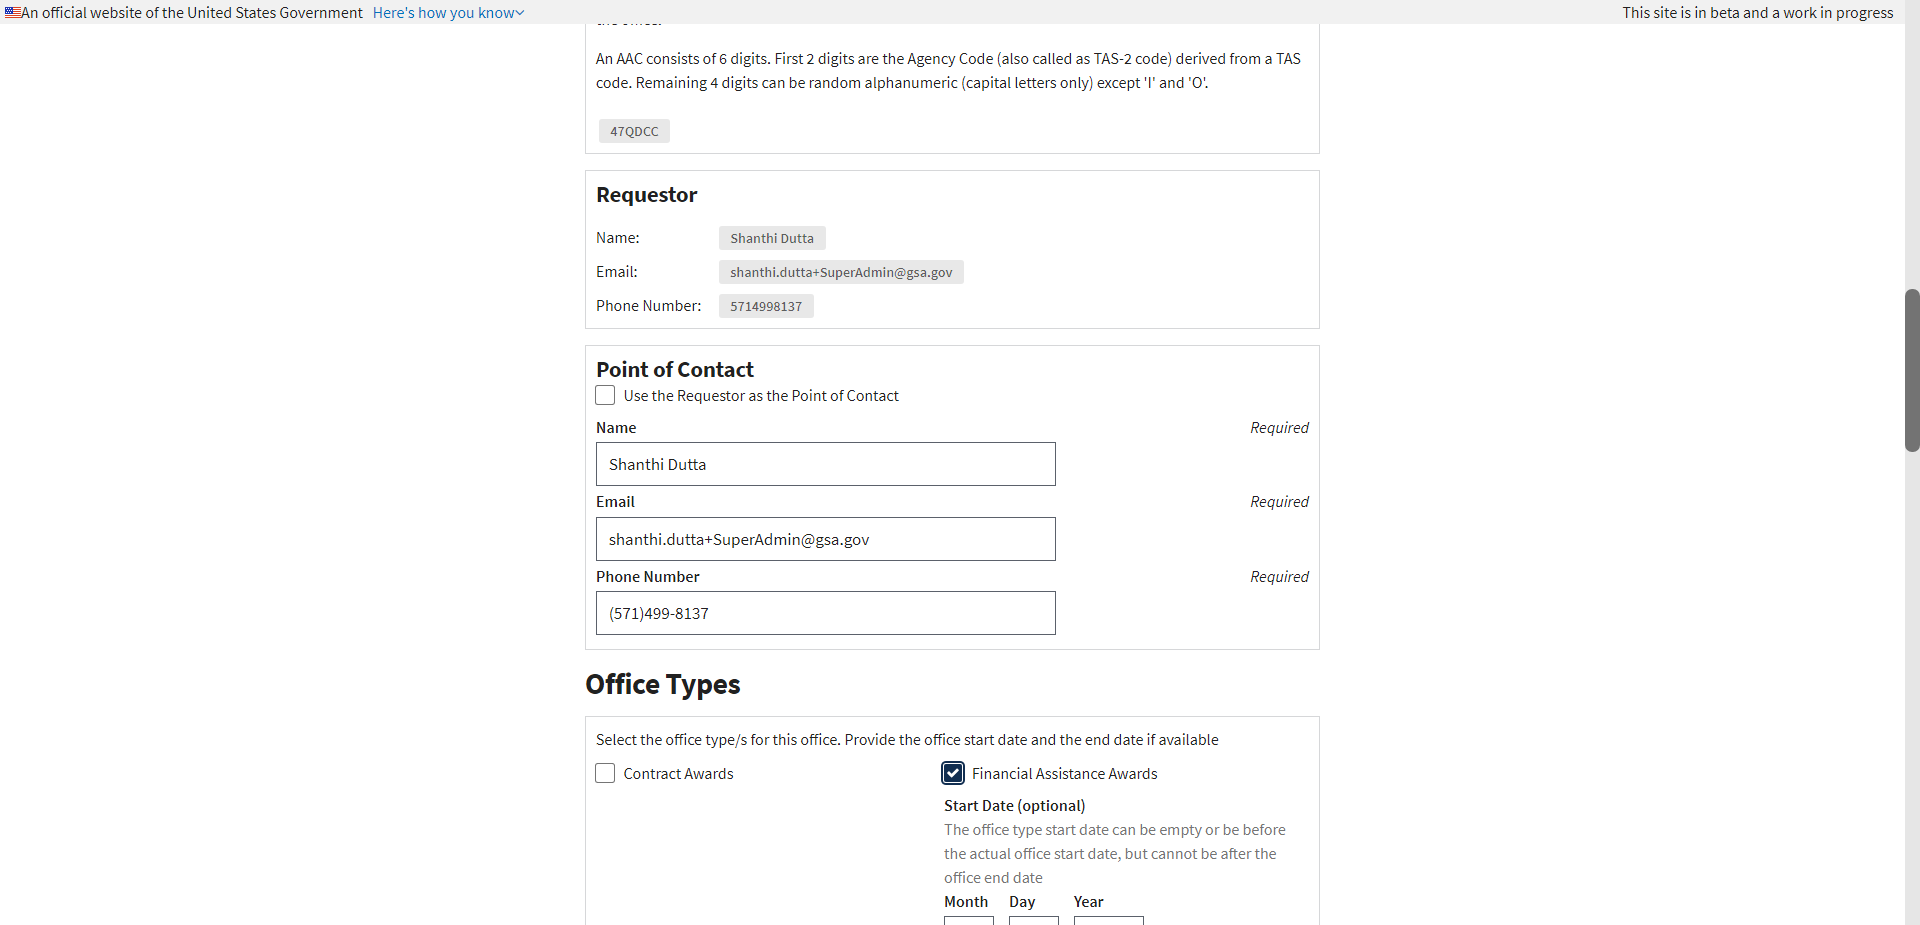 An official website of the United States Government Here's how you know
This site is in beta and a work in progress
An AAC consists of 6 digits. First 2 digits are the Agency Code (also called as TAS-2 code) derived from a TAS
code. Remaining 4 digits can be random alphanumeric (capital letters only) except 'I' and 'O'.
47QDCC
Requestor
Name: Shanthi Dutta
Email: shanthi.dutta+SuperAdmin@gsa.gov
Phone Number: 5714998137
Point of Contact
Use the Requestor as the Point of Contact
Name Required
Shanthi Dutta
Email Required
shanthi.dutta+SuperAdmin@gsa.gov
Phone Number Required
(571)499-8137
Office Types
Select the office type/s for this office. Provide the office start date and the end date if available
Contract Awards
Financial Assistance Awards
Start Date (optional)
The office type start date can be empty or be before
the actual office start date, but cannot be after the
office end date
Month Day Year